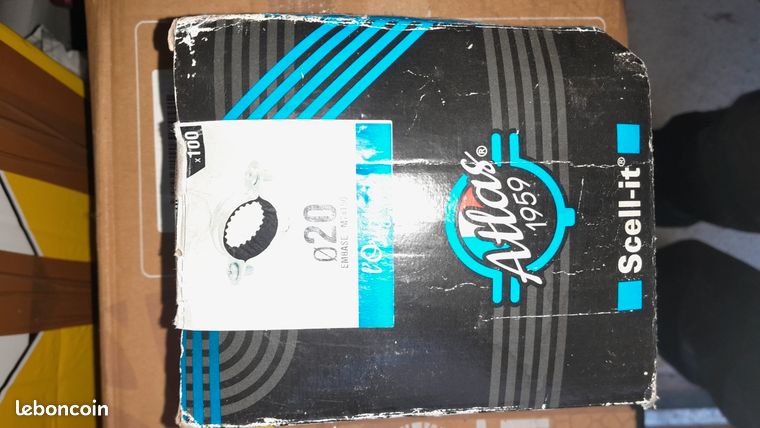 x 100
Ø20
EMBASE
Atlas®
1959
Scell-it®
leboncoin